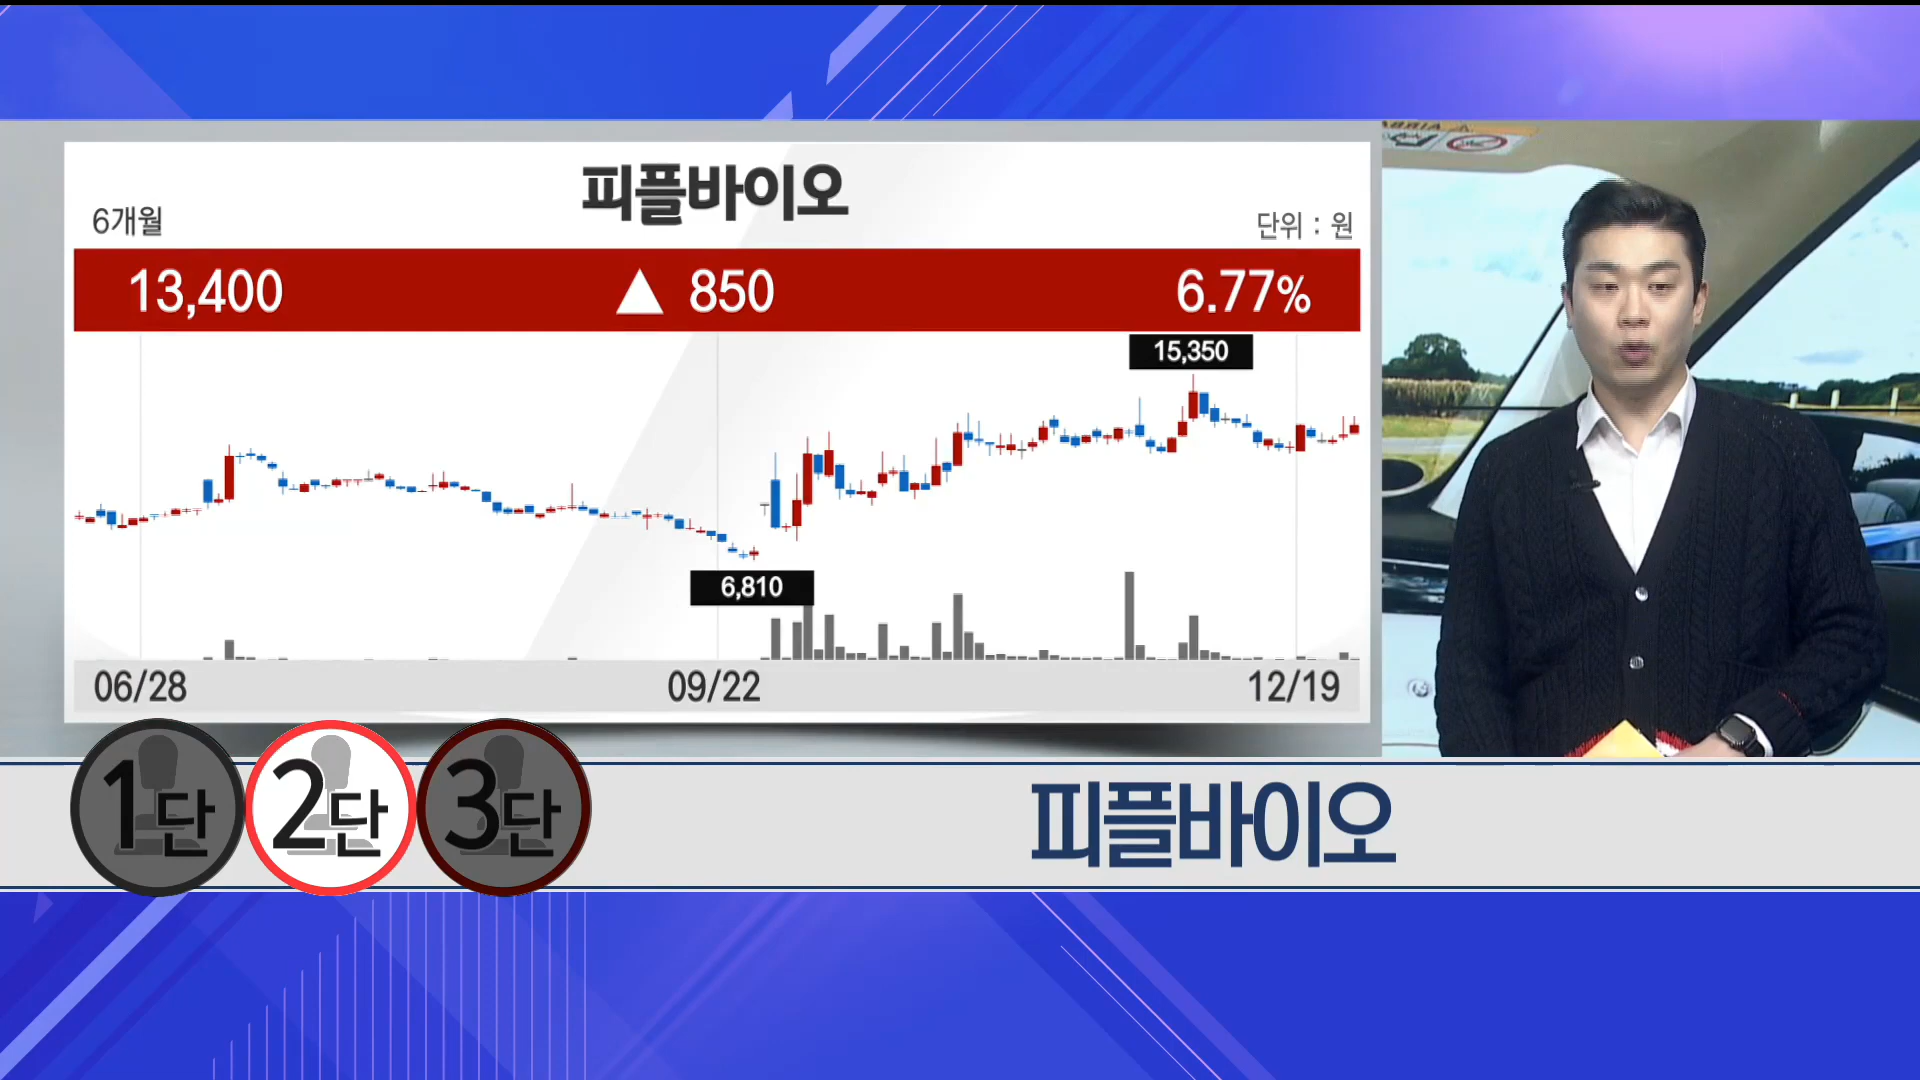 피플바이오
6개월
단위 : 원
13,400 ▲ 850 6.77%
15,350
6,810
06/28 09/22 12/19
1단 2단 3단
피플바이오